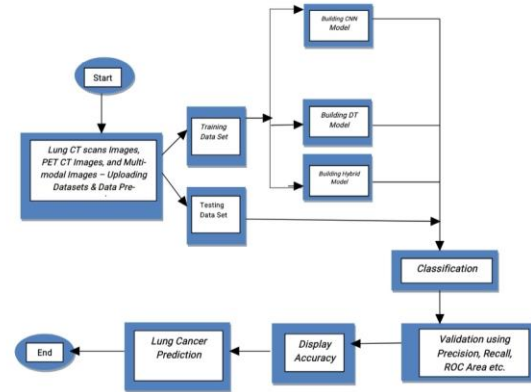 Start
Lung CT scans Images,
PET CT Images, and Multi-
modal Images – Uploading
Datasets & Data Pre-
Training
Data Set
Testing
Data Set
Building CNN
Model
Building DT
Model
Building Hybrid
Model
Classification
Validation using
Precision, Recall,
ROC Area etc.
Display
Accuracy
Lung Cancer
Prediction
End